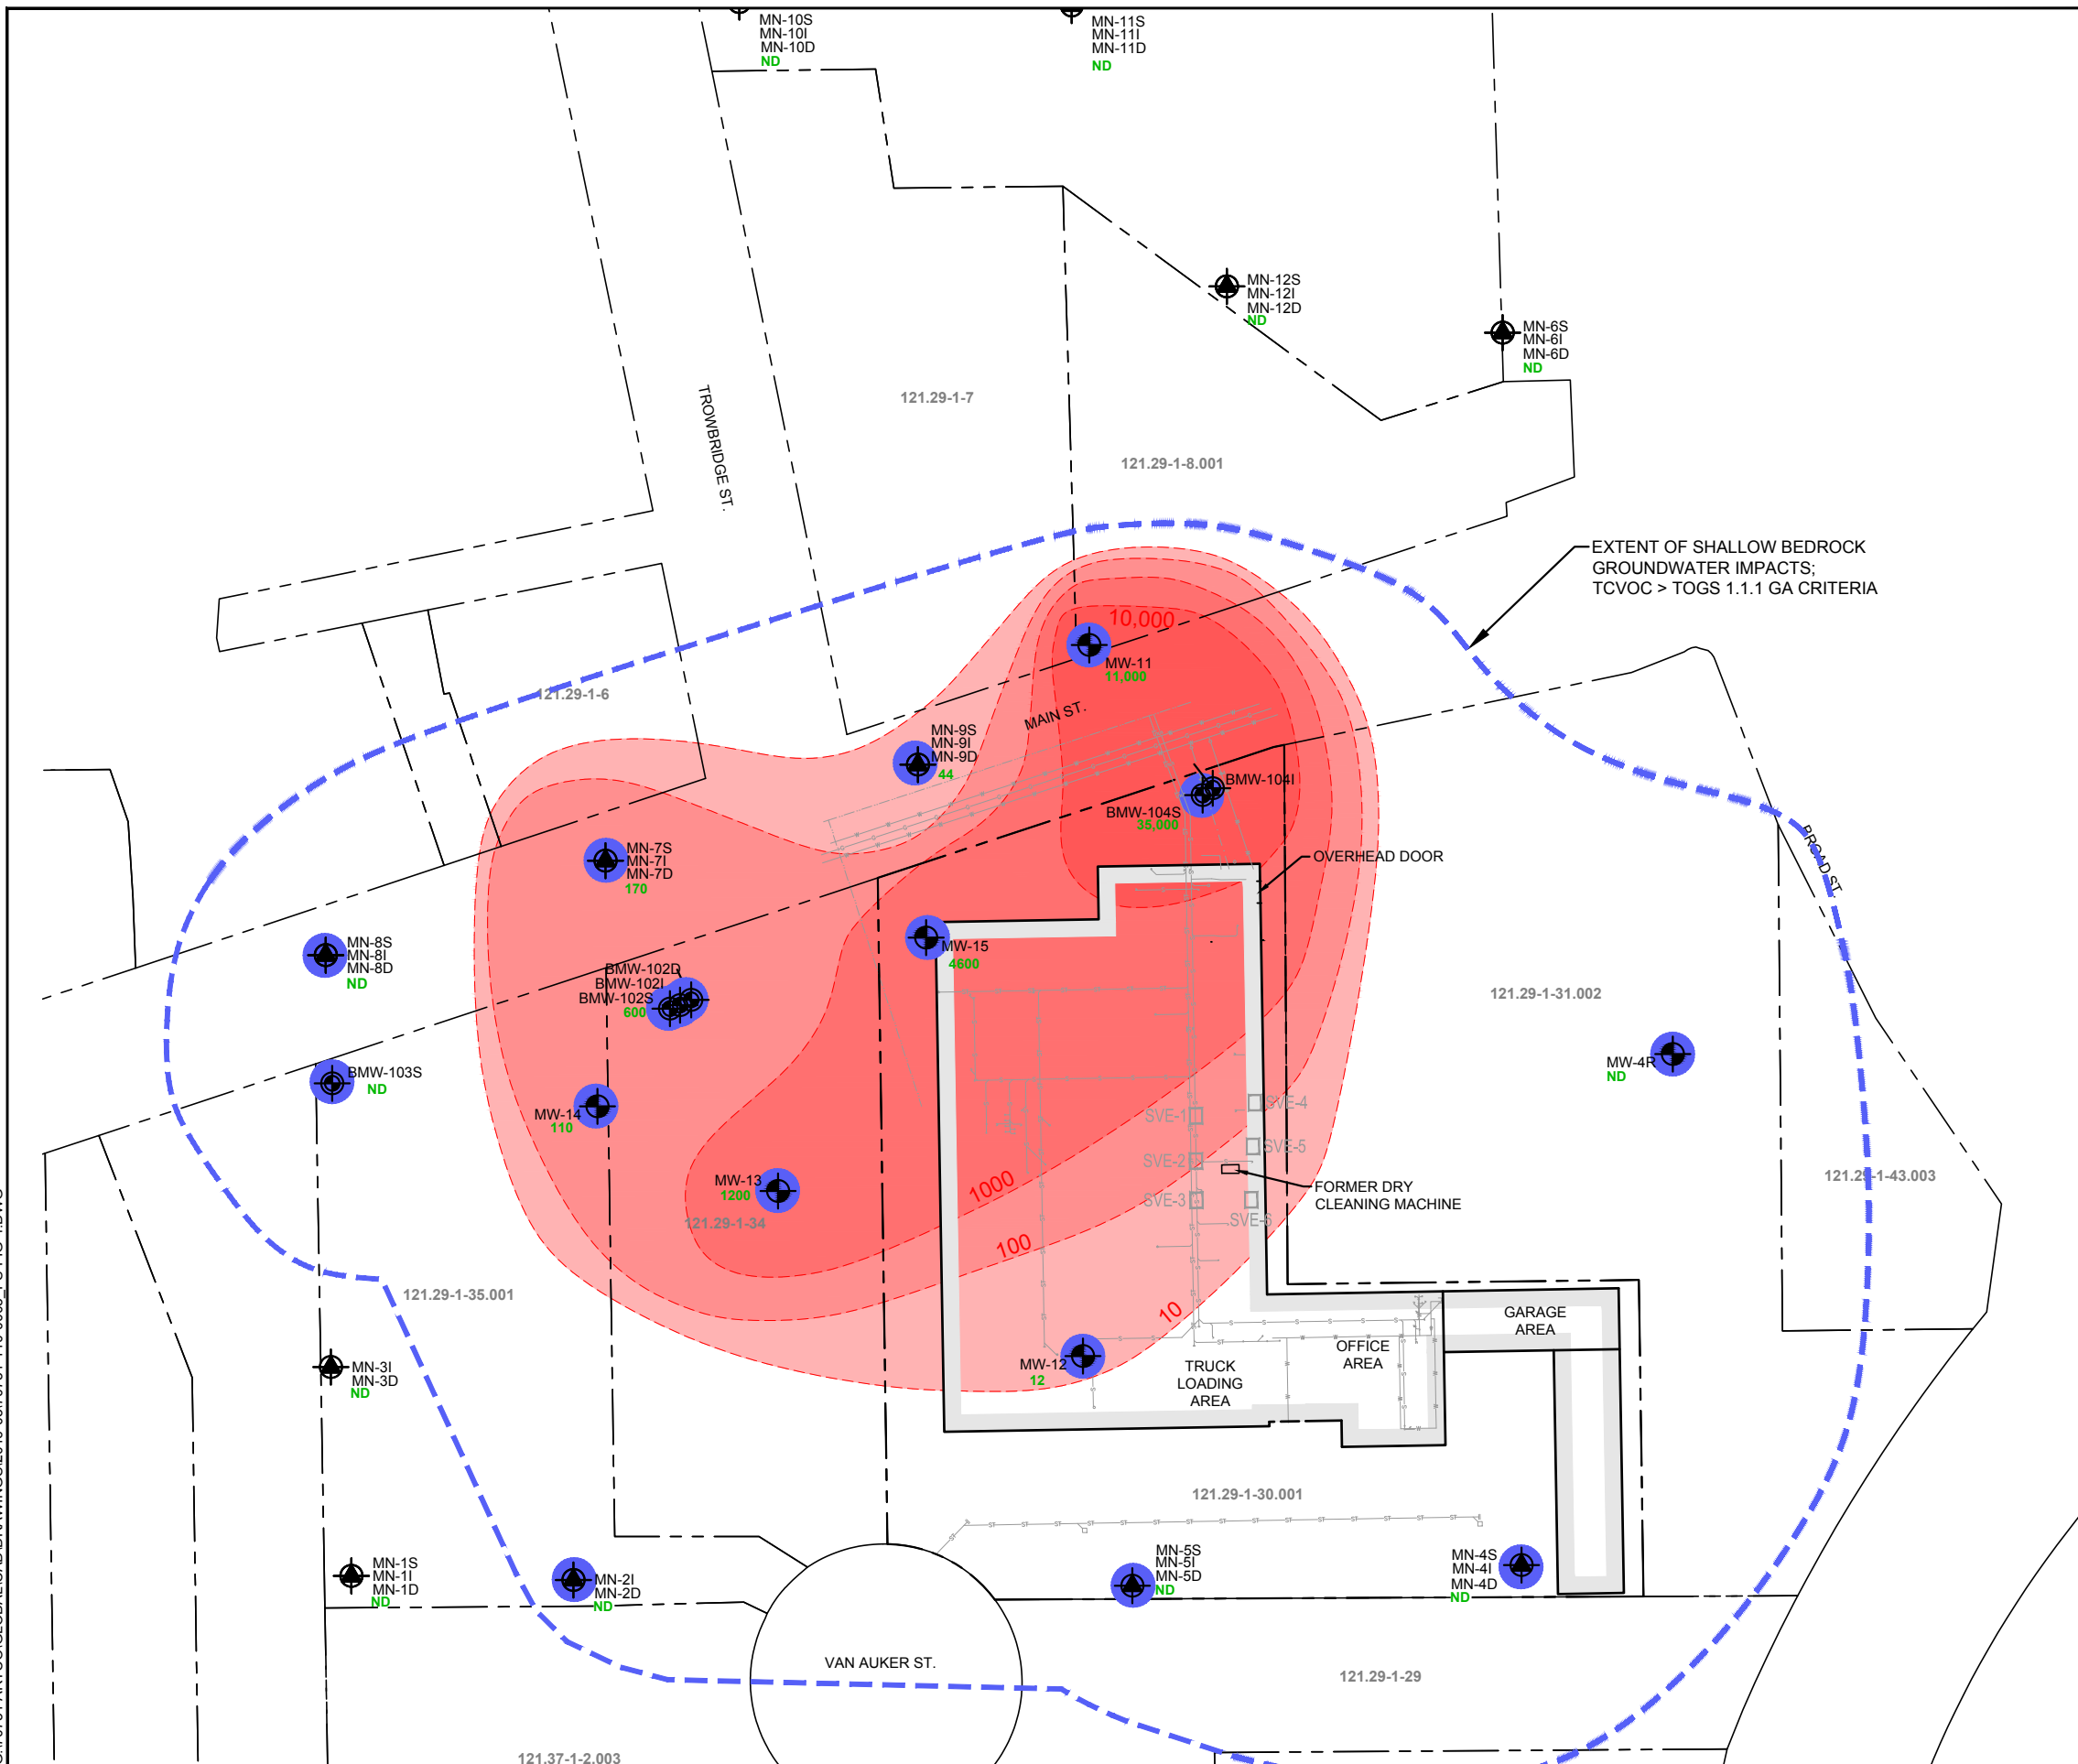 MN-10S
MN-10I
MN-10D
ND
MN-11S
MN-11I
MN-11D
ND
MN-12S
MN-12I
MN-12D
ND
MN-6S
MN-6I
MN-6D
ND
TROWBRIDGE ST.
121.29-1-7
121.29-1-8.001
EXTENT OF SHALLOW BEDROCK
GROUNDWATER IMPACTS;
TCVOC > TOGS 1.1.1 GA CRITERIA
10,000
MW-11
11,000
121.29-1-6
MAIN ST.
MN-9S
MN-9I
MN-9D
44
BMW-104I
BMW-104S
35,000
OVERHEAD DOOR
BROAD ST.
MN-7S
MN-7I
MN-7D
170
MN-8S
MN-8I
MN-8D
ND
MW-15
4600
BMW-102D
BMW-102I
BMW-102S
600
121.29-1-31.002
MW-4R
ND
BMW-103S
ND
MW-14
110
SVE-1
SVE-4
SVE-2
SVE-5
SVE-3
SVE-6
FORMER DRY
CLEANING MACHINE
121.29-1-43.003
MW-13
1200
121.29-1-34
1000
100
10
121.29-1-35.001
GARAGE
AREA
OFFICE
AREA
TRUCK
LOADING
AREA
MW-12
12
MN-3I
MN-3D
ND
121.29-1-30.001
MN-1S
MN-1I
MN-1D
ND
MN-2I
MN-2D
ND
MN-5S
MN-5I
MN-5D
ND
MN-4S
MN-4I
MN-4D
ND
VAN AUKER ST.
121.29-1-29
121.37-1-2.003